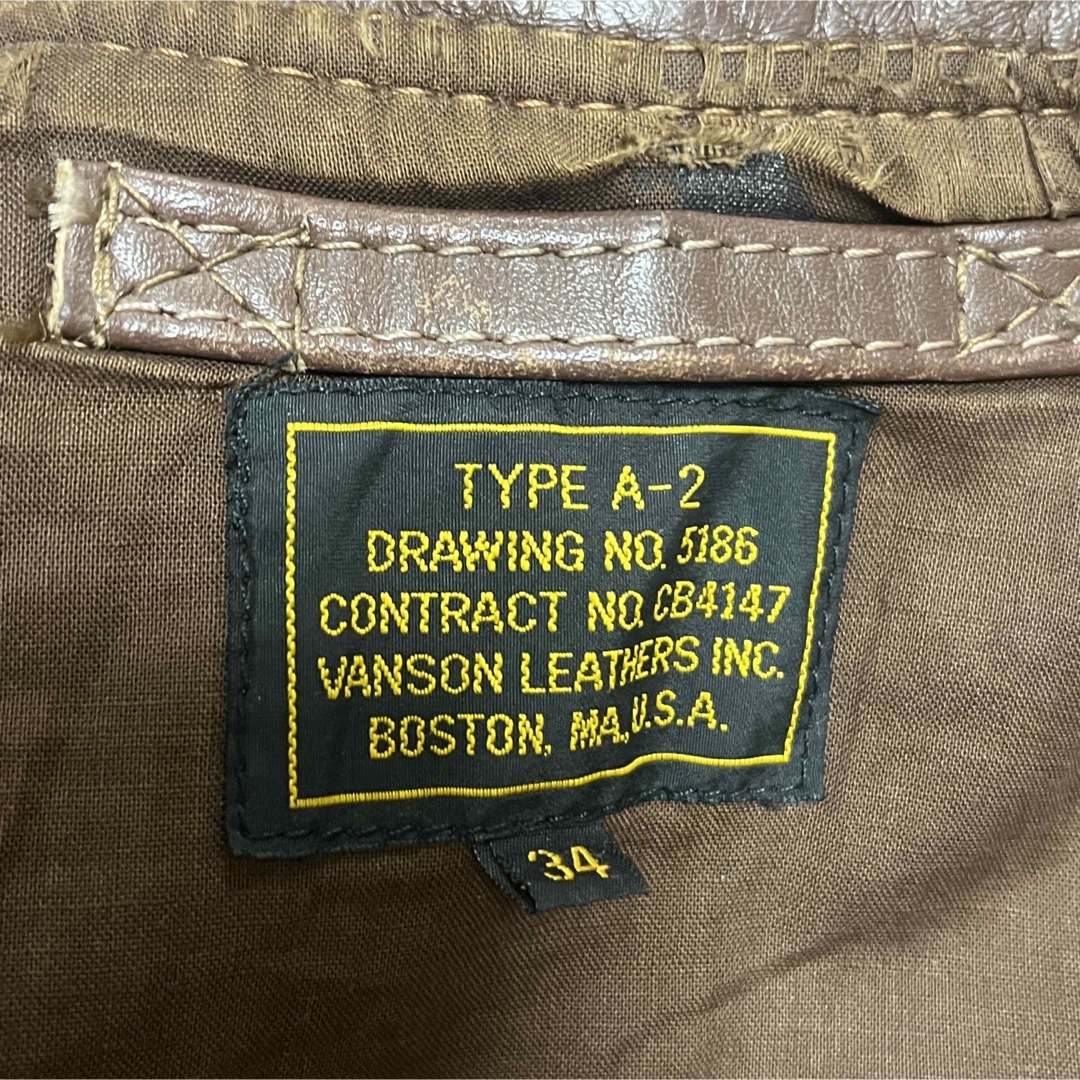 TYPE A-2
DRAWING NO. 5186
CONTRACT NO. CB4147
VANSON LEATHERS INC.
BOSTON, MA, U.S.A.
34